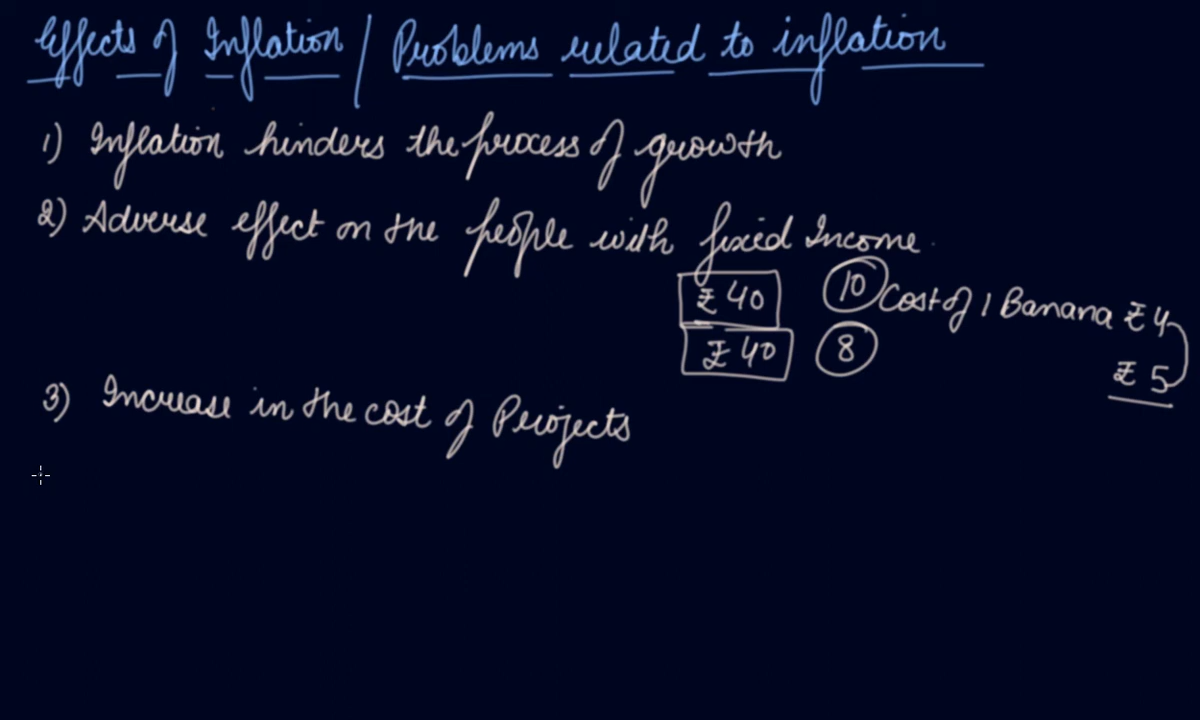 Effects of Inflation / Problems related to inflation
1) Inflation hinders the process of growth
2) Adverse effect on the people with fixed Income.
₹ 40 10 Cost of 1 Banana ₹ 4
₹ 40 8 ₹ 5
3) Increase in the cost of Projects